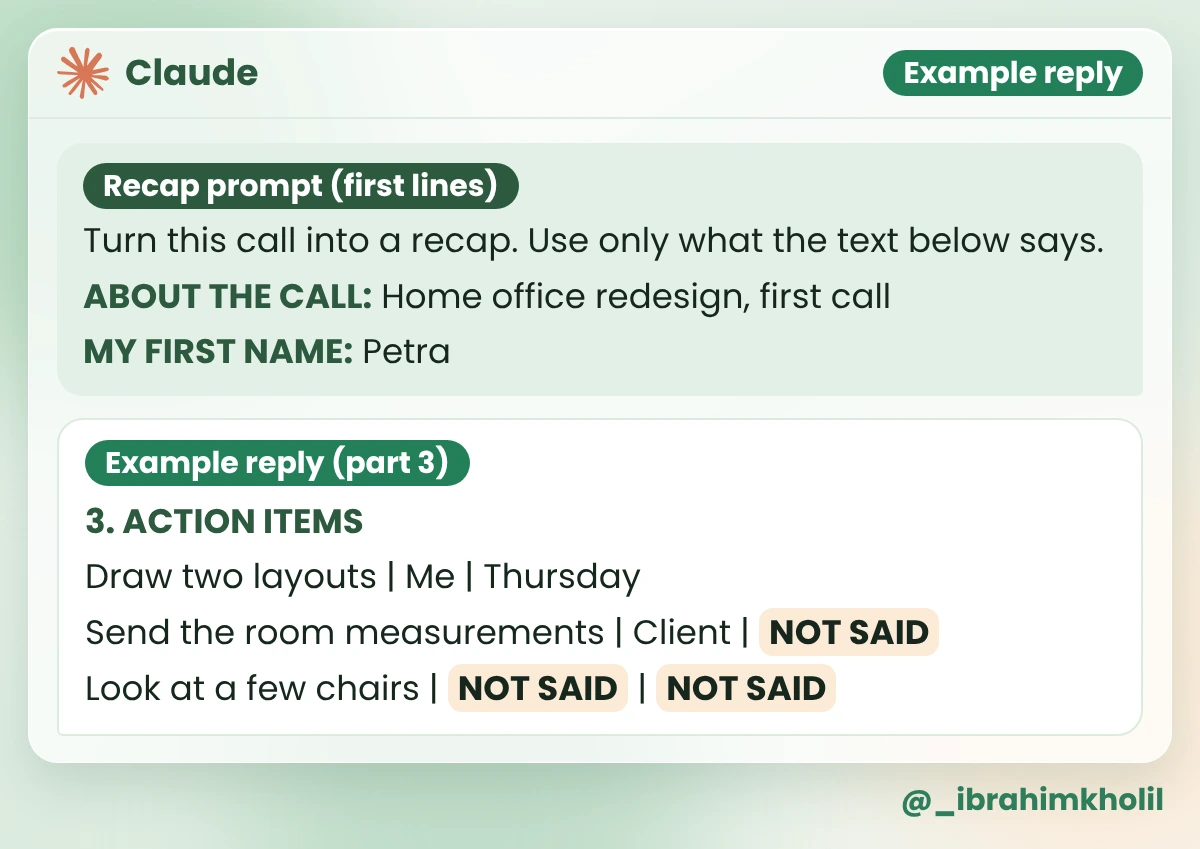 Claude
Example reply
Recap prompt (first lines)
Turn this call into a recap. Use only what the text below says.
ABOUT THE CALL: Home office redesign, first call
MY FIRST NAME: Petra
Example reply (part 3)
3. ACTION ITEMS
Draw two layouts | Me | Thursday
Send the room measurements | Client | NOT SAID
Look at a few chairs | NOT SAID | NOT SAID
@_ibrahimkholil